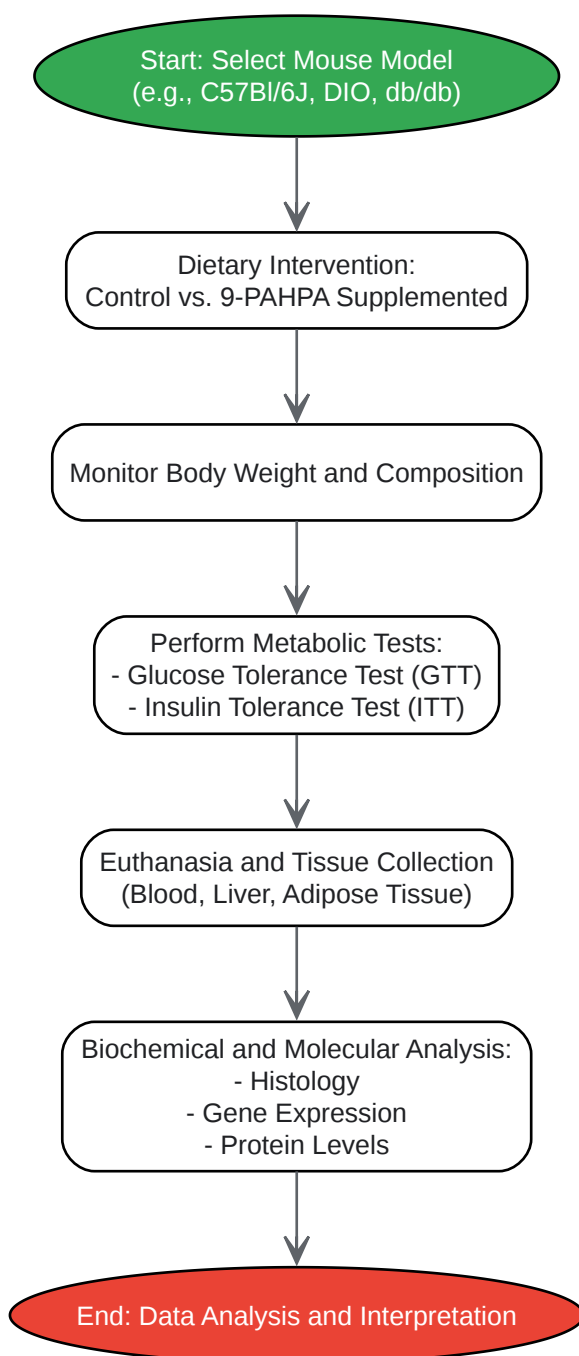 Start: Select Mouse Model
(e.g., C57Bl/6J, DIO, db/db)
Dietary Intervention:
Control vs. 9-PAHPA Supplemented
Monitor Body Weight and Composition
Perform Metabolic Tests:
- Glucose Tolerance Test (GTT)
- Insulin Tolerance Test (ITT)
Euthanasia and Tissue Collection
(Blood, Liver, Adipose Tissue)
Biochemical and Molecular Analysis:
- Histology
- Gene Expression
- Protein Levels
End: Data Analysis and Interpretation